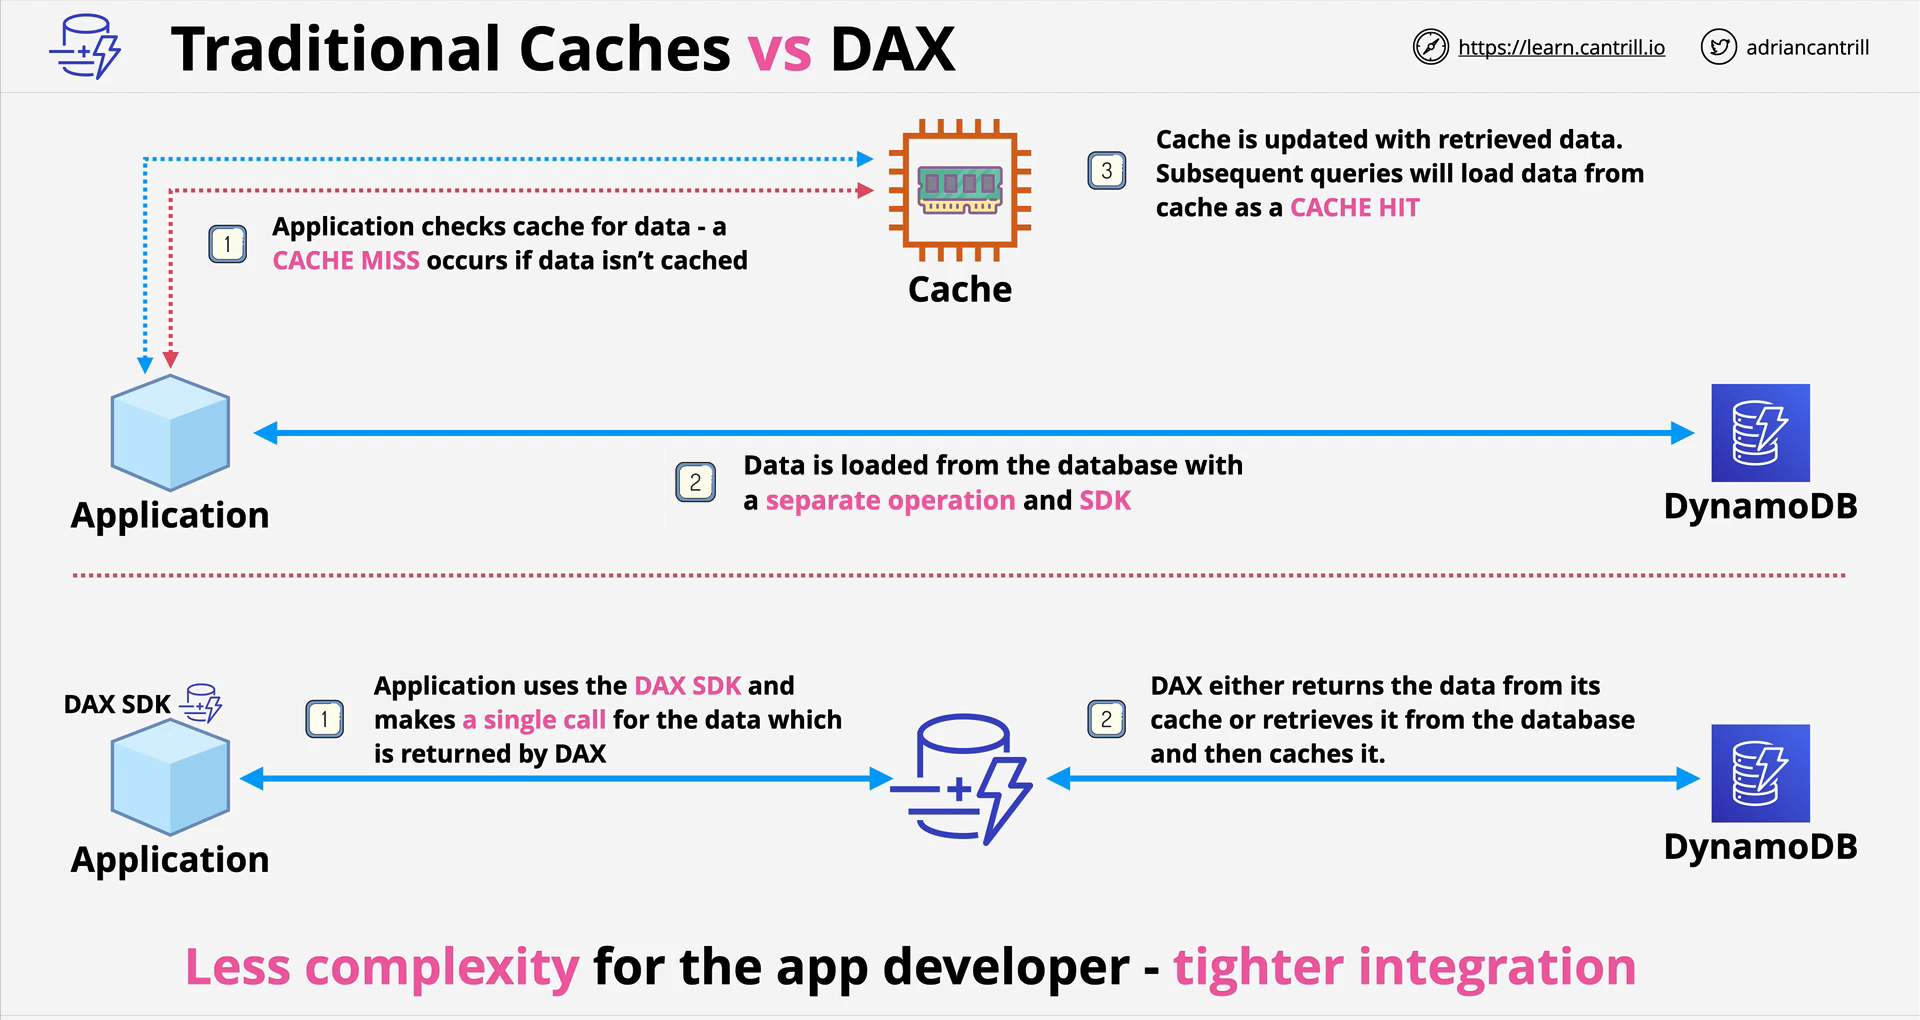 Traditional Caches vs DAX
https://learn.cantrill.io
adriancantrill
1
Application checks cache for data - a
CACHE MISS occurs if data isn't cached
Cache
3
Cache is updated with retrieved data.
Subsequent queries will load data from
cache as a CACHE HIT
Application
2
Data is loaded from the database with
a separate operation and SDK
DynamoDB
DAX SDK
Application
1
Application uses the DAX SDK and
makes a single call for the data which
is returned by DAX
2
DAX either returns the data from its
cache or retrieves it from the database
and then caches it.
DynamoDB
Less complexity for the app developer - tighter integration